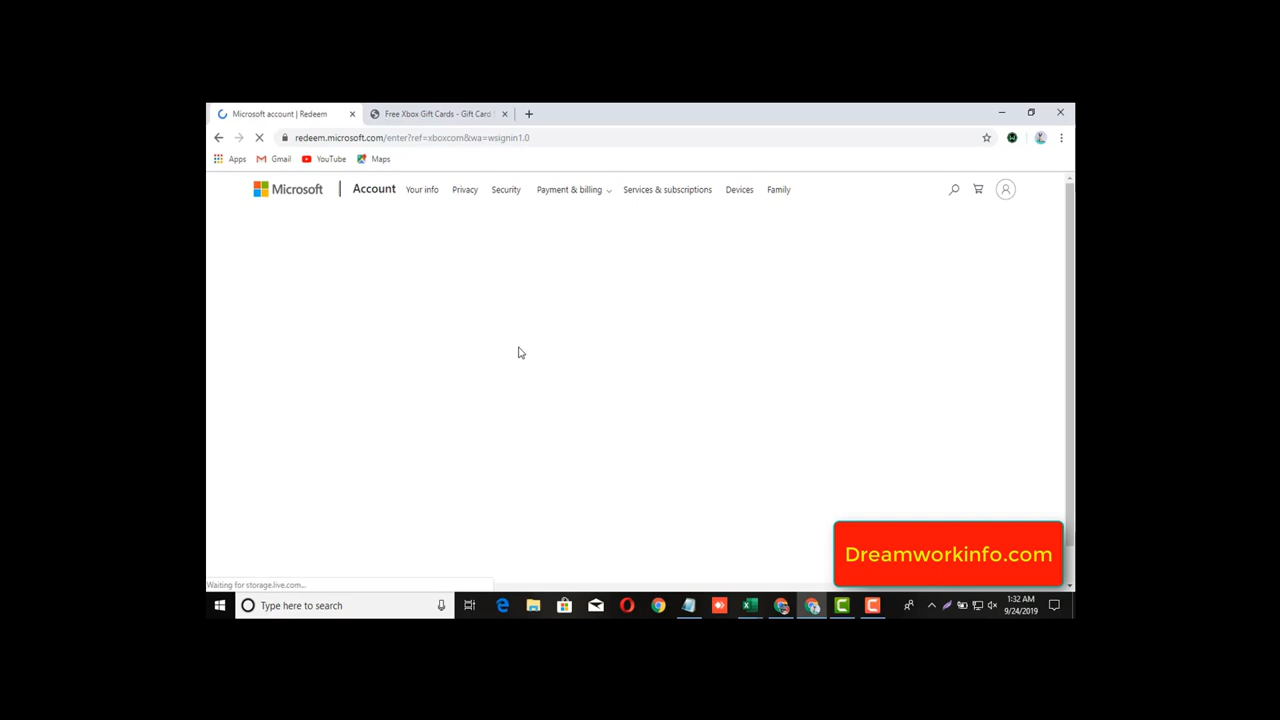 Microsoft account | Redeem
Free Xbox Gift Cards - Gift Card
redeem.microsoft.com/enter?ref=xboxcom&wa=wsignin1.0
Apps Gmail YouTube Maps
Microsoft Account Your info Privacy Security Payment & billing Services & subscriptions Devices Family
Dreamworkinfo.com
Waiting for storage.live.com...
Type here to search
1:32 AM
9/24/2019